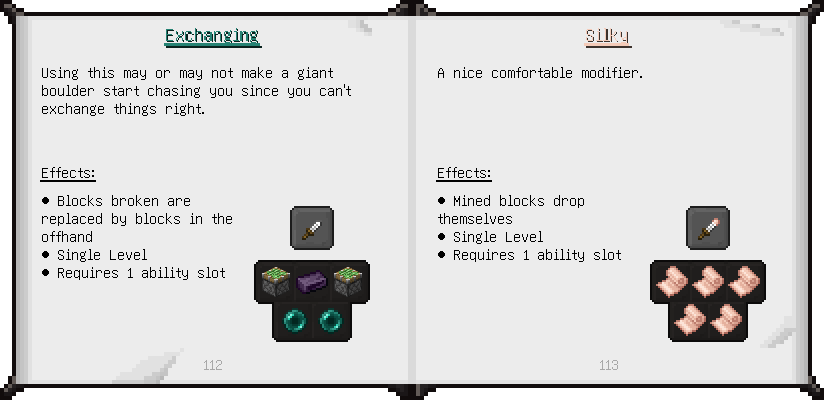 Exchanging
Using this may or may not make a giant
boulder start chasing you since you can't
exchange things right.
Effects:
• Blocks broken are
replaced by blocks in the
offhand
• Single Level
• Requires 1 ability slot
112
Silky
A nice comfortable modifier.
Effects:
• Mined blocks drop
themselves
• Single Level
• Requires 1 ability slot
113